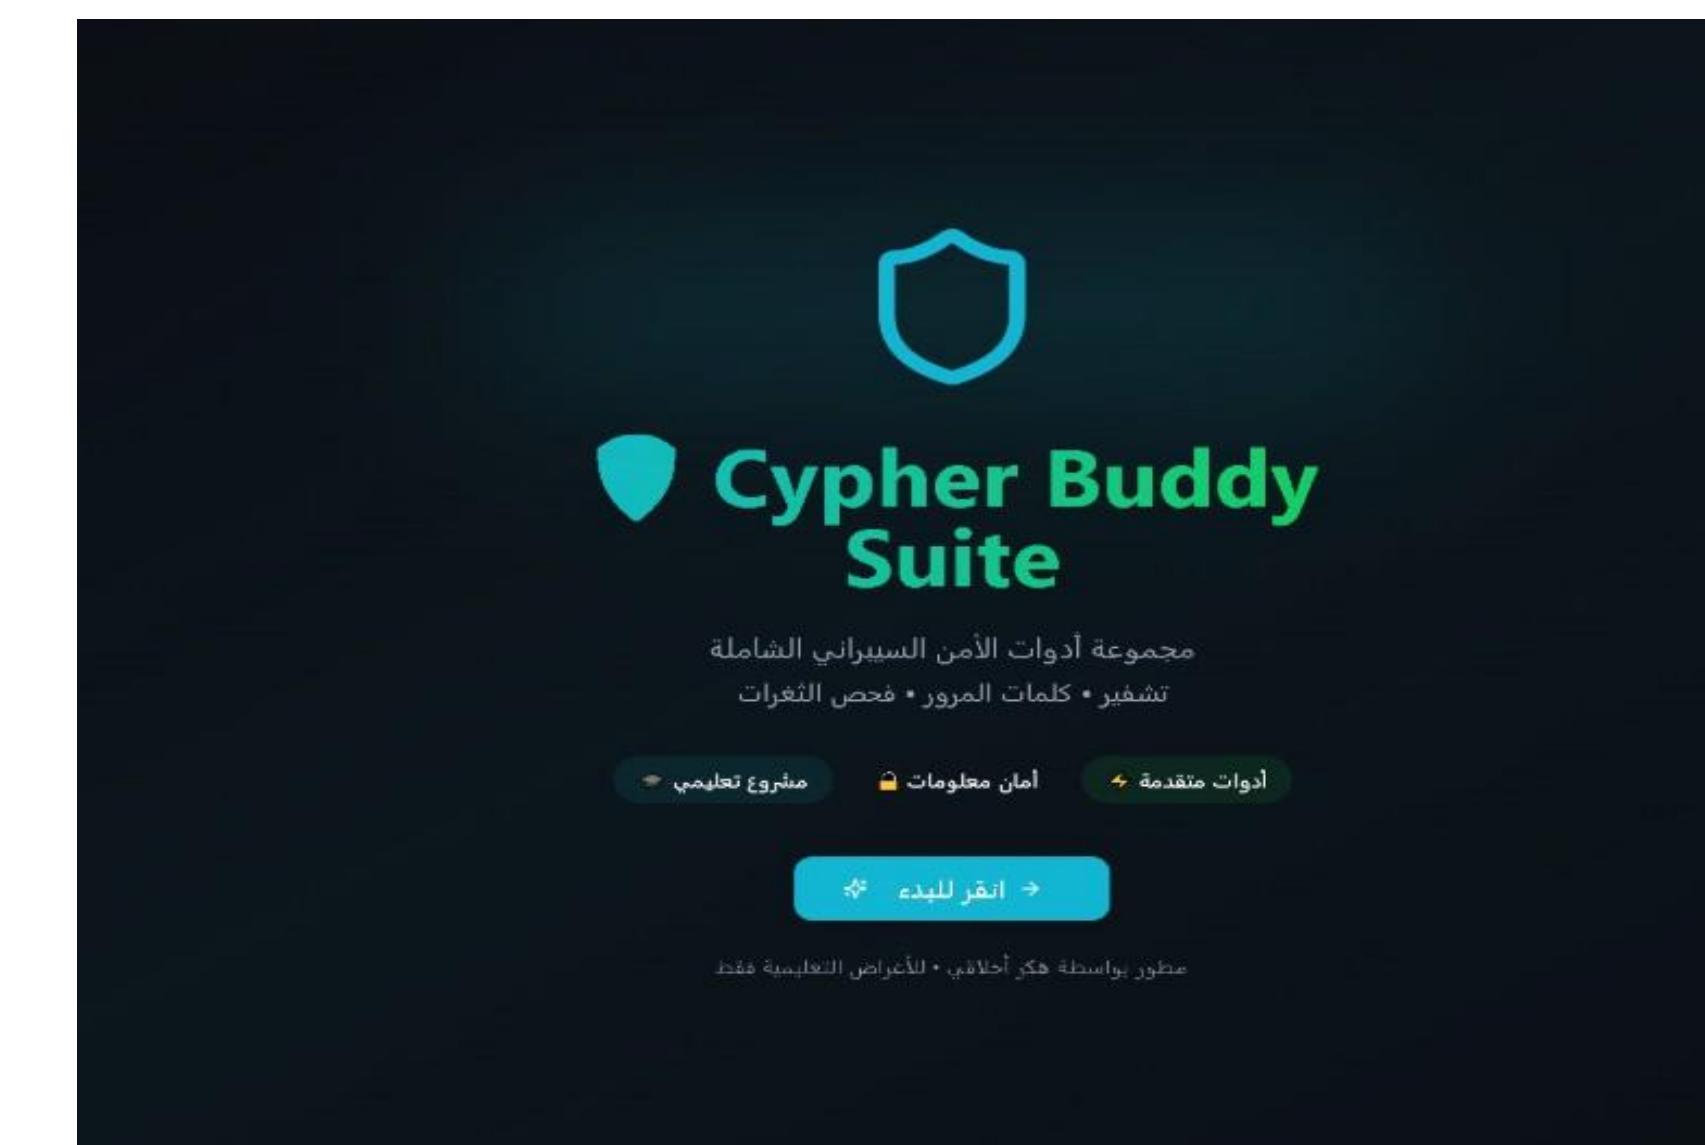 🛡 Cypher Buddy
Suite
مجموعة أدوات الأمن السيبراني الشاملة
تشفير • كلمات المرور • فحص الثغرات
أدوات متقدمة ⚡
أمان معلومات 🔒
مشروع تعليمي 🎓
→ انقر للبدء
مطور بواسطة هكر أخلاقي • للأغراض التعليمية فقط